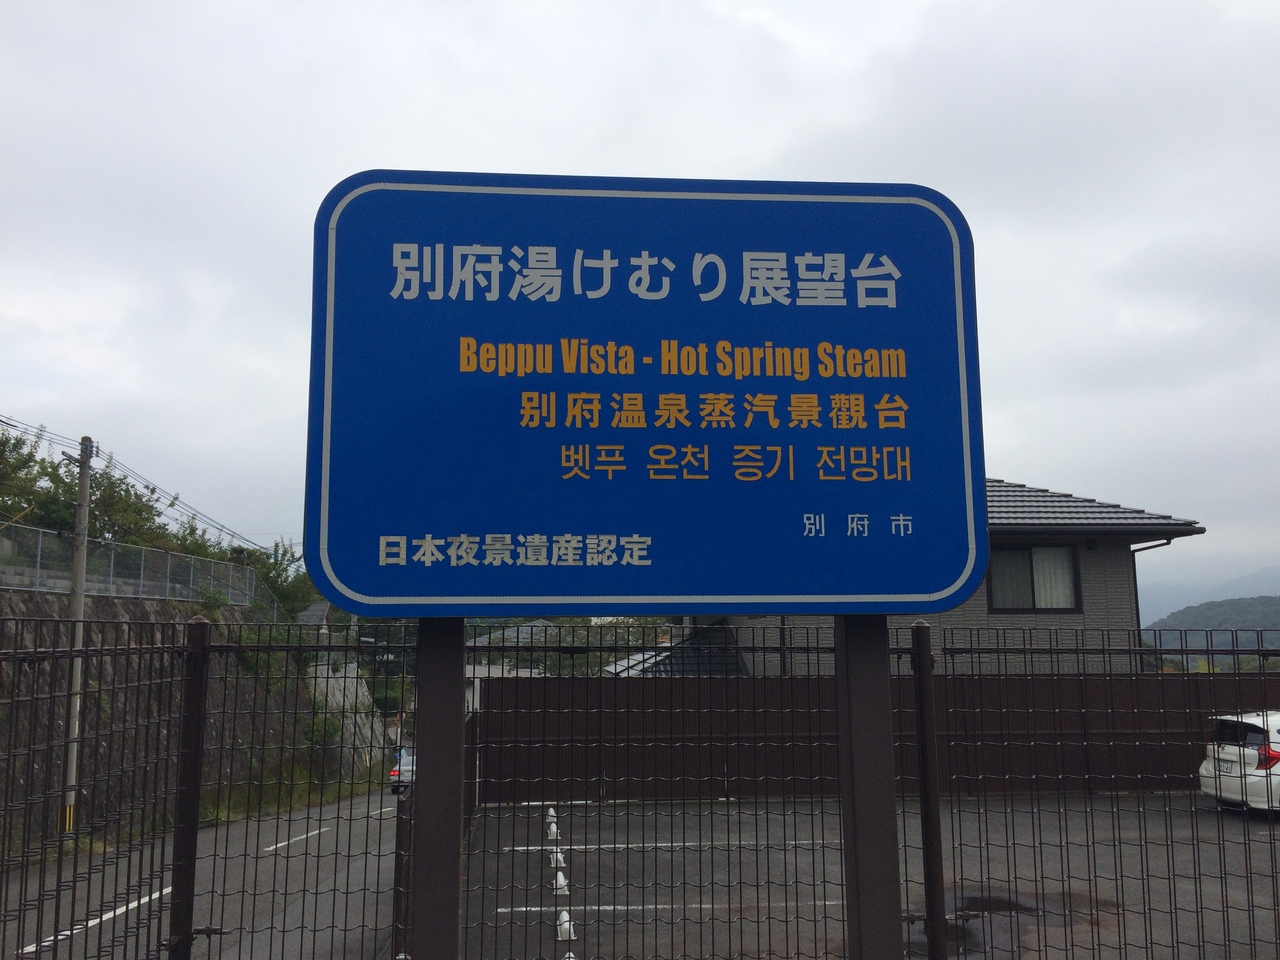 別府湯けむり展望台
Beppu Vista - Hot Spring Steam
別府温泉蒸汽景觀台
벳푸 온천 증기 전망대
別府市
日本夜景遺産認定